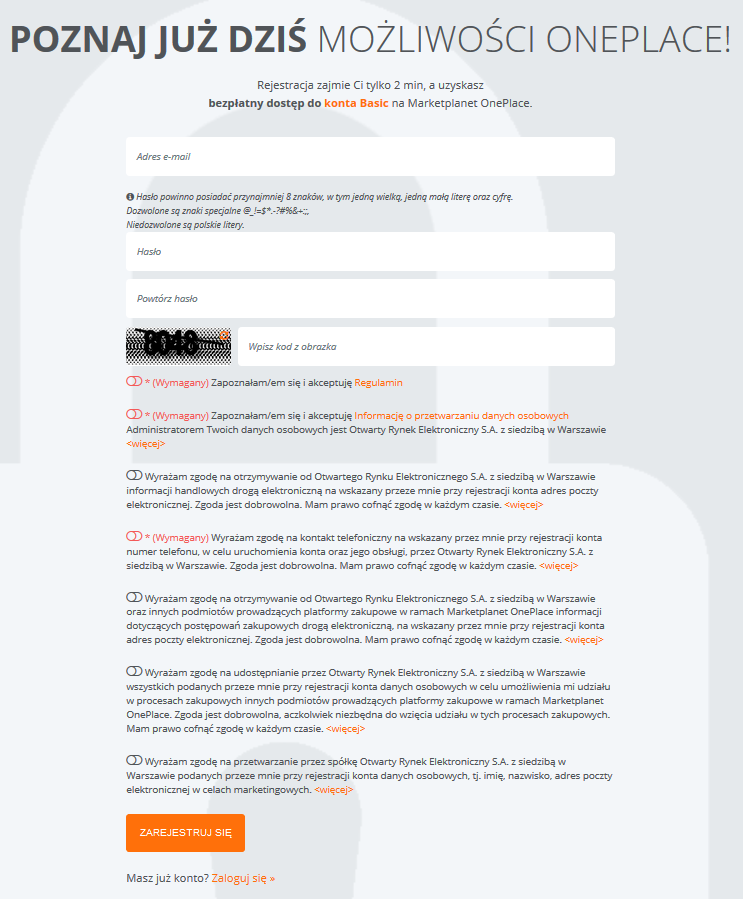 POZNAJ JUŻ DZIŚ MOŻLIWOŚCI ONEPLACE!
Rejestracja zajmie Ci tylko 2 min, a uzyskasz
bezpłatny dostęp do konta Basic na Marketplanet OnePlace.
Adres e-mail
Hasło powinno posiadać przynajmniej 8 znaków, w tym jedną wielką, jedną małą literę oraz cyfrę.
Dozwolone są znaki specjalne @_!=$*.-?#%&+:;,
Niedozwolone są polskie litery.
Hasło
Powtórz hasło
8048
Wpisz kod z obrazka
* (Wymagany) Zapoznałam/em się i akceptuję Regulamin
* (Wymagany) Zapoznałam/em się i akceptuję Informację o przetwarzaniu danych osobowych
Administratorem Twoich danych osobowych jest Otwarty Rynek Elektroniczny S.A. z siedzibą w Warszawie
<więcej>
Wyrażam zgodę na otrzymywanie od Otwartego Rynku Elektronicznego S.A. z siedzibą w Warszawie
informacji handlowych drogą elektroniczną na wskazany przeze mnie przy rejestracji konta adres poczty
elektronicznej. Zgoda jest dobrowolna. Mam prawo cofnąć zgodę w każdym czasie. <więcej>
* (Wymagany) Wyrażam zgodę na kontakt telefoniczny na wskazany przez mnie przy rejestracji konta
numer telefonu, w celu uruchomienia konta oraz jego obsługi, przez Otwarty Rynek Elektroniczny S.A. z
siedzibą w Warszawie. Zgoda jest dobrowolna. Mam prawo cofnąć zgodę w każdym czasie. <więcej>
Wyrażam zgodę na otrzymywanie od Otwartego Rynku Elektronicznego S.A. z siedzibą w Warszawie
oraz innych podmiotów prowadzących platformy zakupowe w ramach Marketplanet OnePlace informacji
dotyczących postępowań zakupowych drogą elektroniczną, na wskazany przez mnie przy rejestracji konta
adres poczty elektronicznej. Zgoda jest dobrowolna. Mam prawo cofnąć zgodę w każdym czasie. <więcej>
Wyrażam zgodę na udostępnianie przez Otwarty Rynek Elektroniczny S.A. z siedzibą w Warszawie
wszystkich podanych przeze mnie przy rejestracji konta danych osobowych w celu umożliwienia mi udziału
w procesach zakupowych innych podmiotów prowadzących platformy zakupowe w ramach Marketplanet
OnePlace. Zgoda jest dobrowolna, aczkolwiek niezbędna do wzięcia udziału w tych procesach zakupowych.
Mam prawo cofnąć zgodę w każdym czasie. <więcej>
Wyrażam zgodę na przetwarzanie przez spółkę Otwarty Rynek Elektroniczny S.A. z siedzibą w
Warszawie podanych przeze mnie przy rejestracji konta danych osobowych, tj. imię, nazwisko, adres poczty
elektronicznej w celach marketingowych. <więcej>
ZAREJESTRUJ SIĘ
Masz już konto? Zaloguj się »